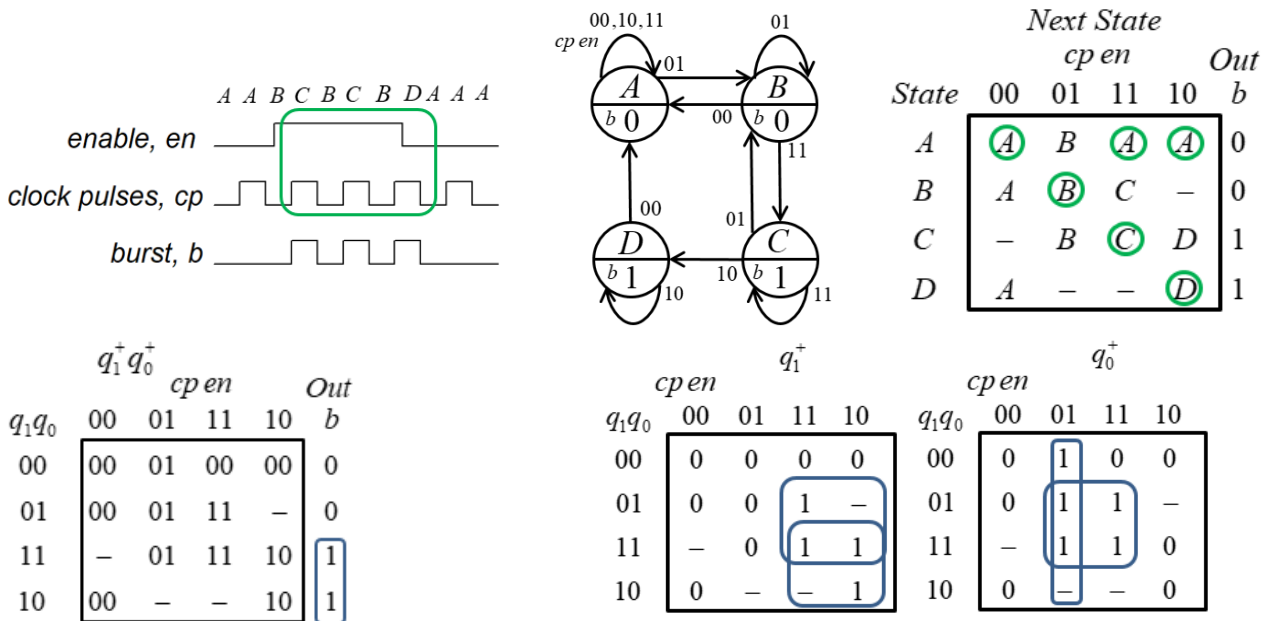 A A B C B C B D A A A
enable, en
clock pulses, cp
burst, b
00,10,11
cp en
01
01
A
b 0
B
b 0
00
11
00
01
D
b 1
C
b 1
10
10
11
Next State
cp en Out
State 00 01 11 10 b
A A B A A 0
B A B C – 0
C – B C D 1
D A – – D 1
q₁⁺q₀⁺
cp en Out
q₁q₀ 00 01 11 10 b
00 00 01 00 00 0
01 00 01 11 – 0
11 – 01 11 10 1
10 00 – – 10 1
q₁⁺
cp en
q₁q₀ 00 01 11 10
00 0 0 0 0
01 0 0 1 –
11 – 0 1 1
10 0 – – 1
q₀⁺
cp en
q₁q₀ 00 01 11 10
00 0 1 0 0
01 0 1 1 –
11 – 1 1 0
10 0 – – 0